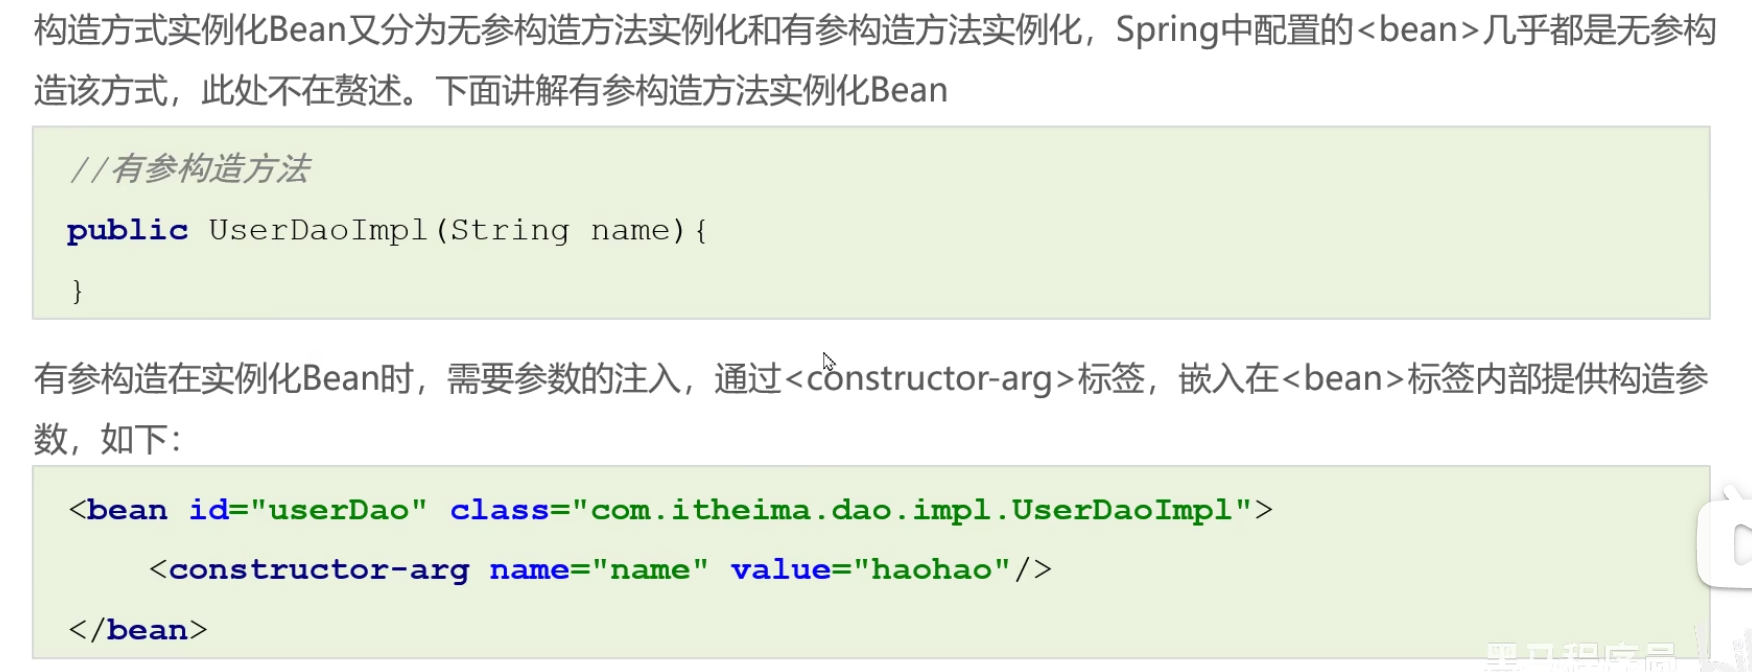 构造方式实例化Bean又分为无参构造方法实例化和有参构造方法实例化，Spring中配置的<bean>几乎都是无参构
造该方式，此处不在赘述。下面讲解有参构造方法实例化Bean
//有参构造方法
public UserDaoImpl(String name){
}
有参构造在实例化Bean时，需要参数的注入，通过<constructor-arg>标签，嵌入在<bean>标签内部提供构造参
数，如下：
<bean id="userDao" class="com.itheima.dao.impl.UserDaoImpl">
<constructor-arg name="name" value="haohao"/>
</bean>
黑马程序员